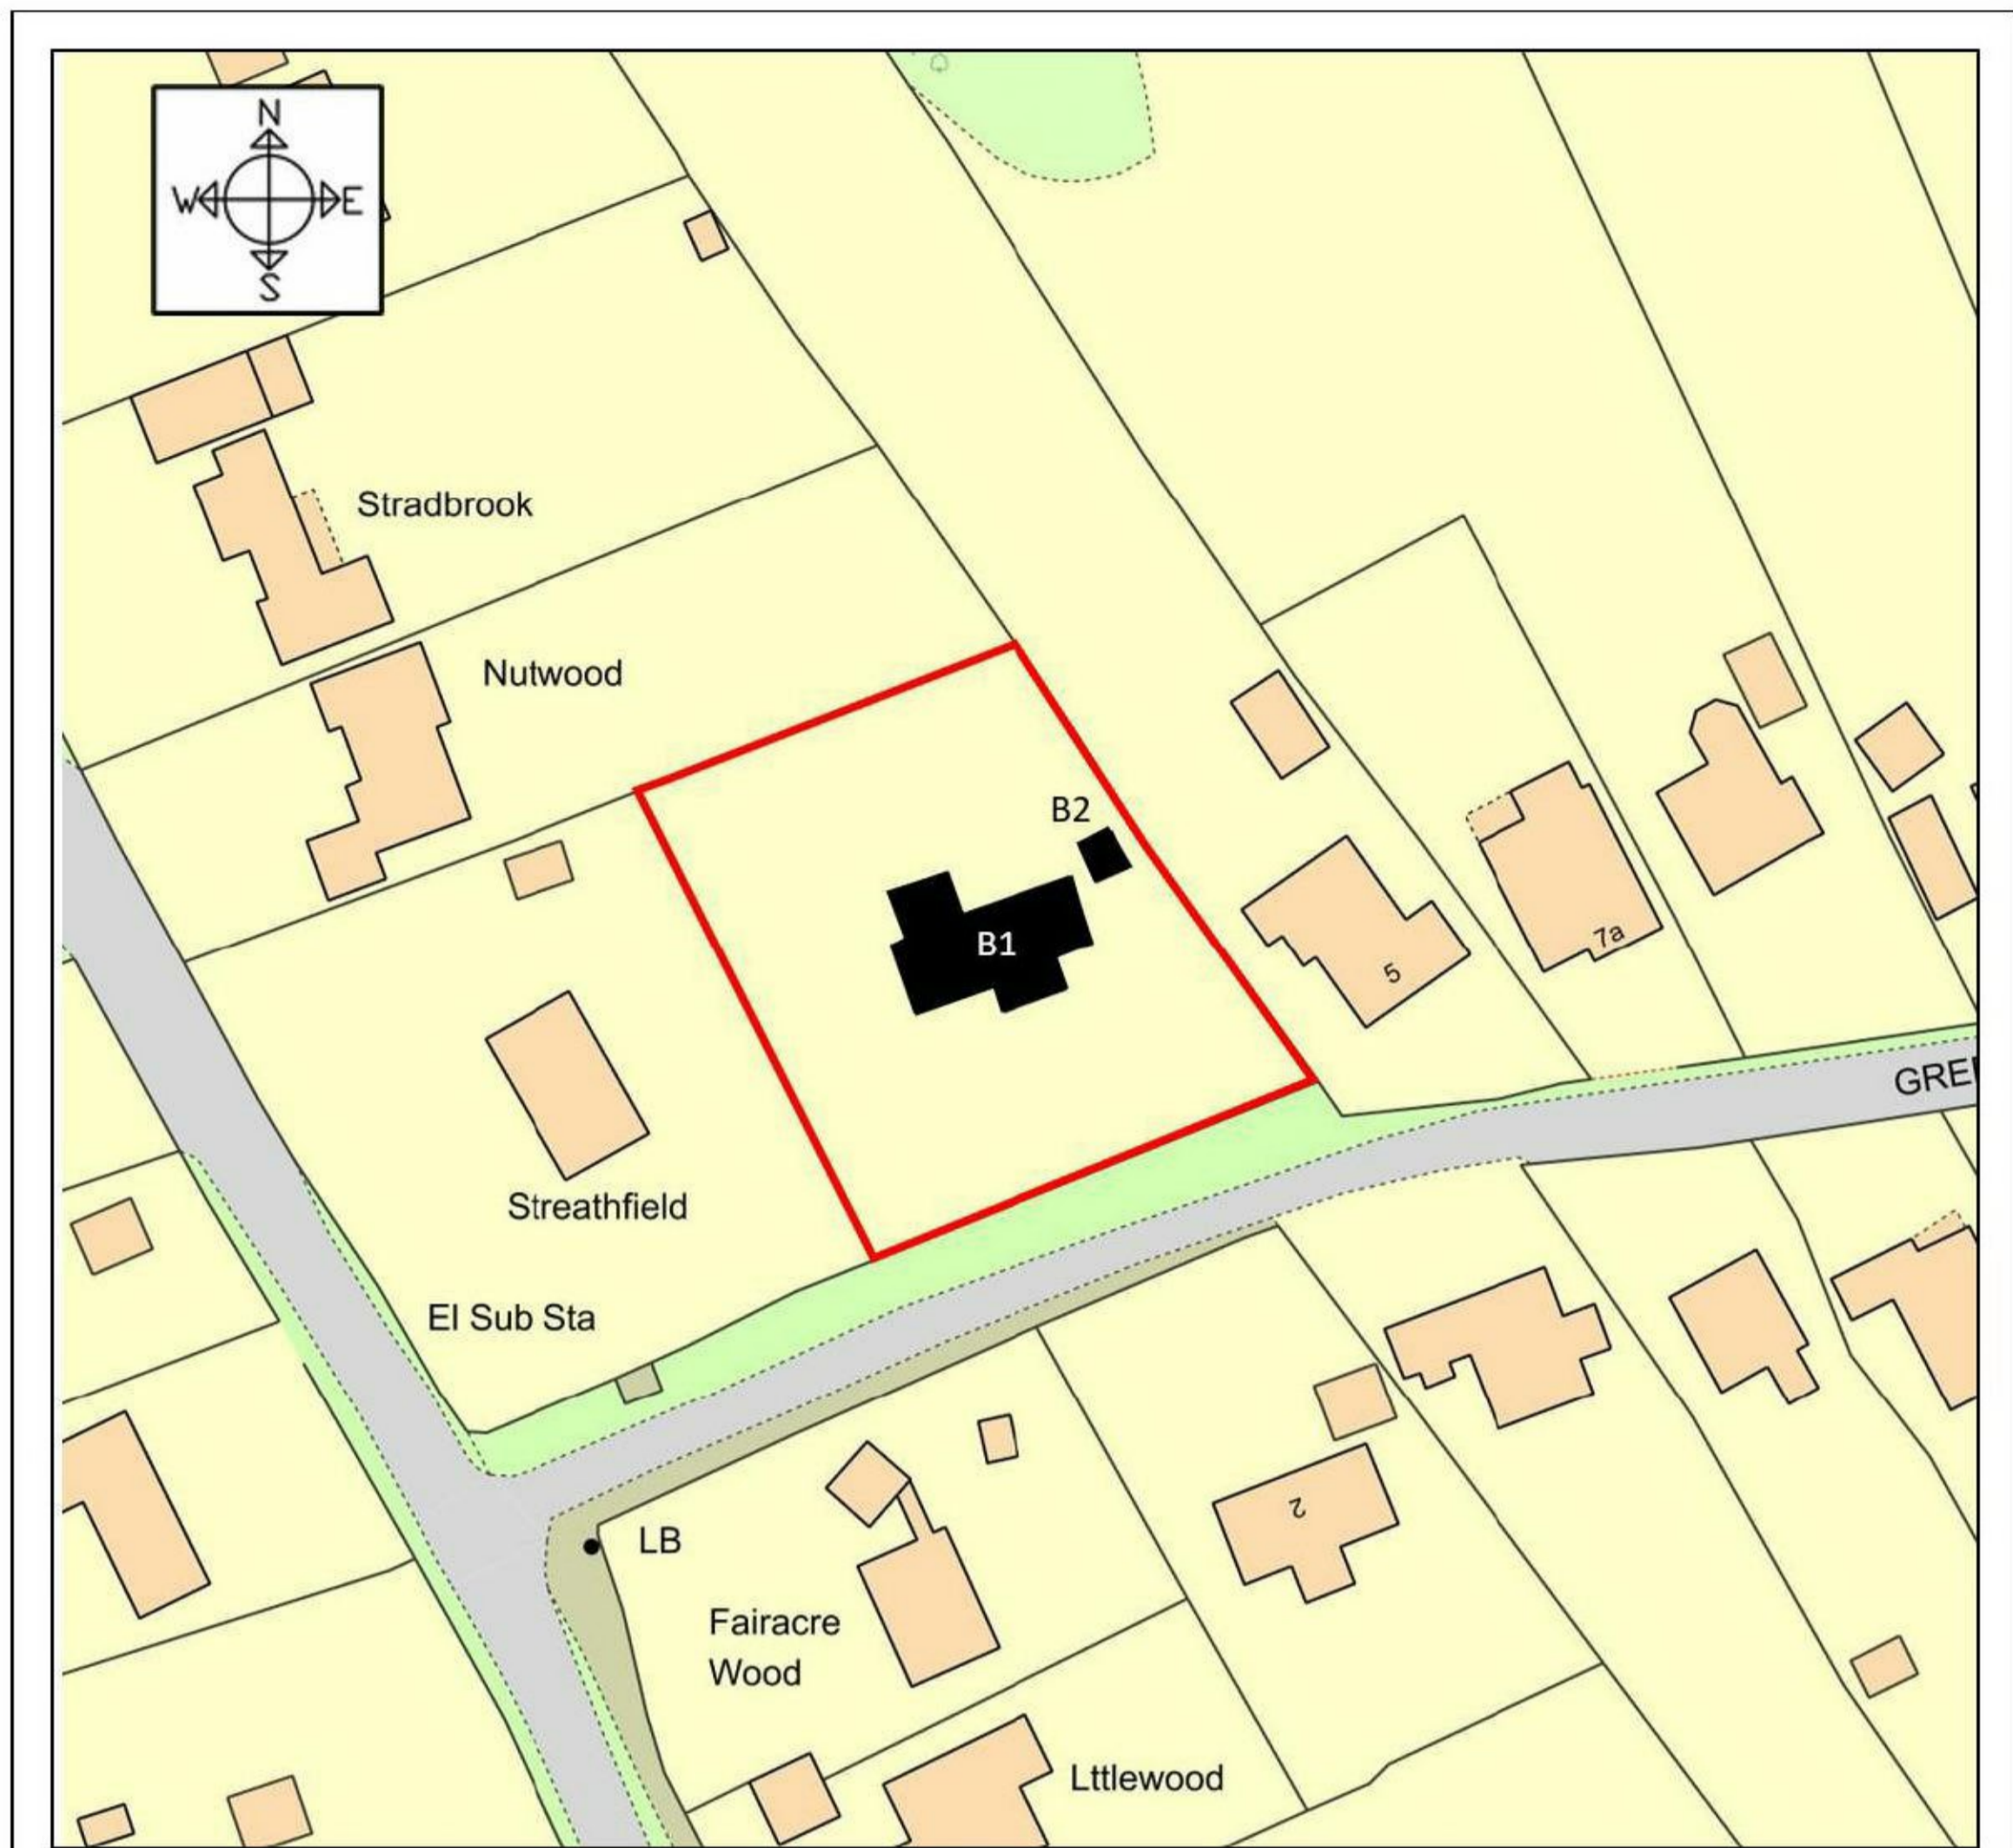 N
W E
S
Stradbrook
Nutwood
B2
B1
5
7a
GRE
Streathfield
El Sub Sta
LB
2
Fairacre
Wood
Lttlewood